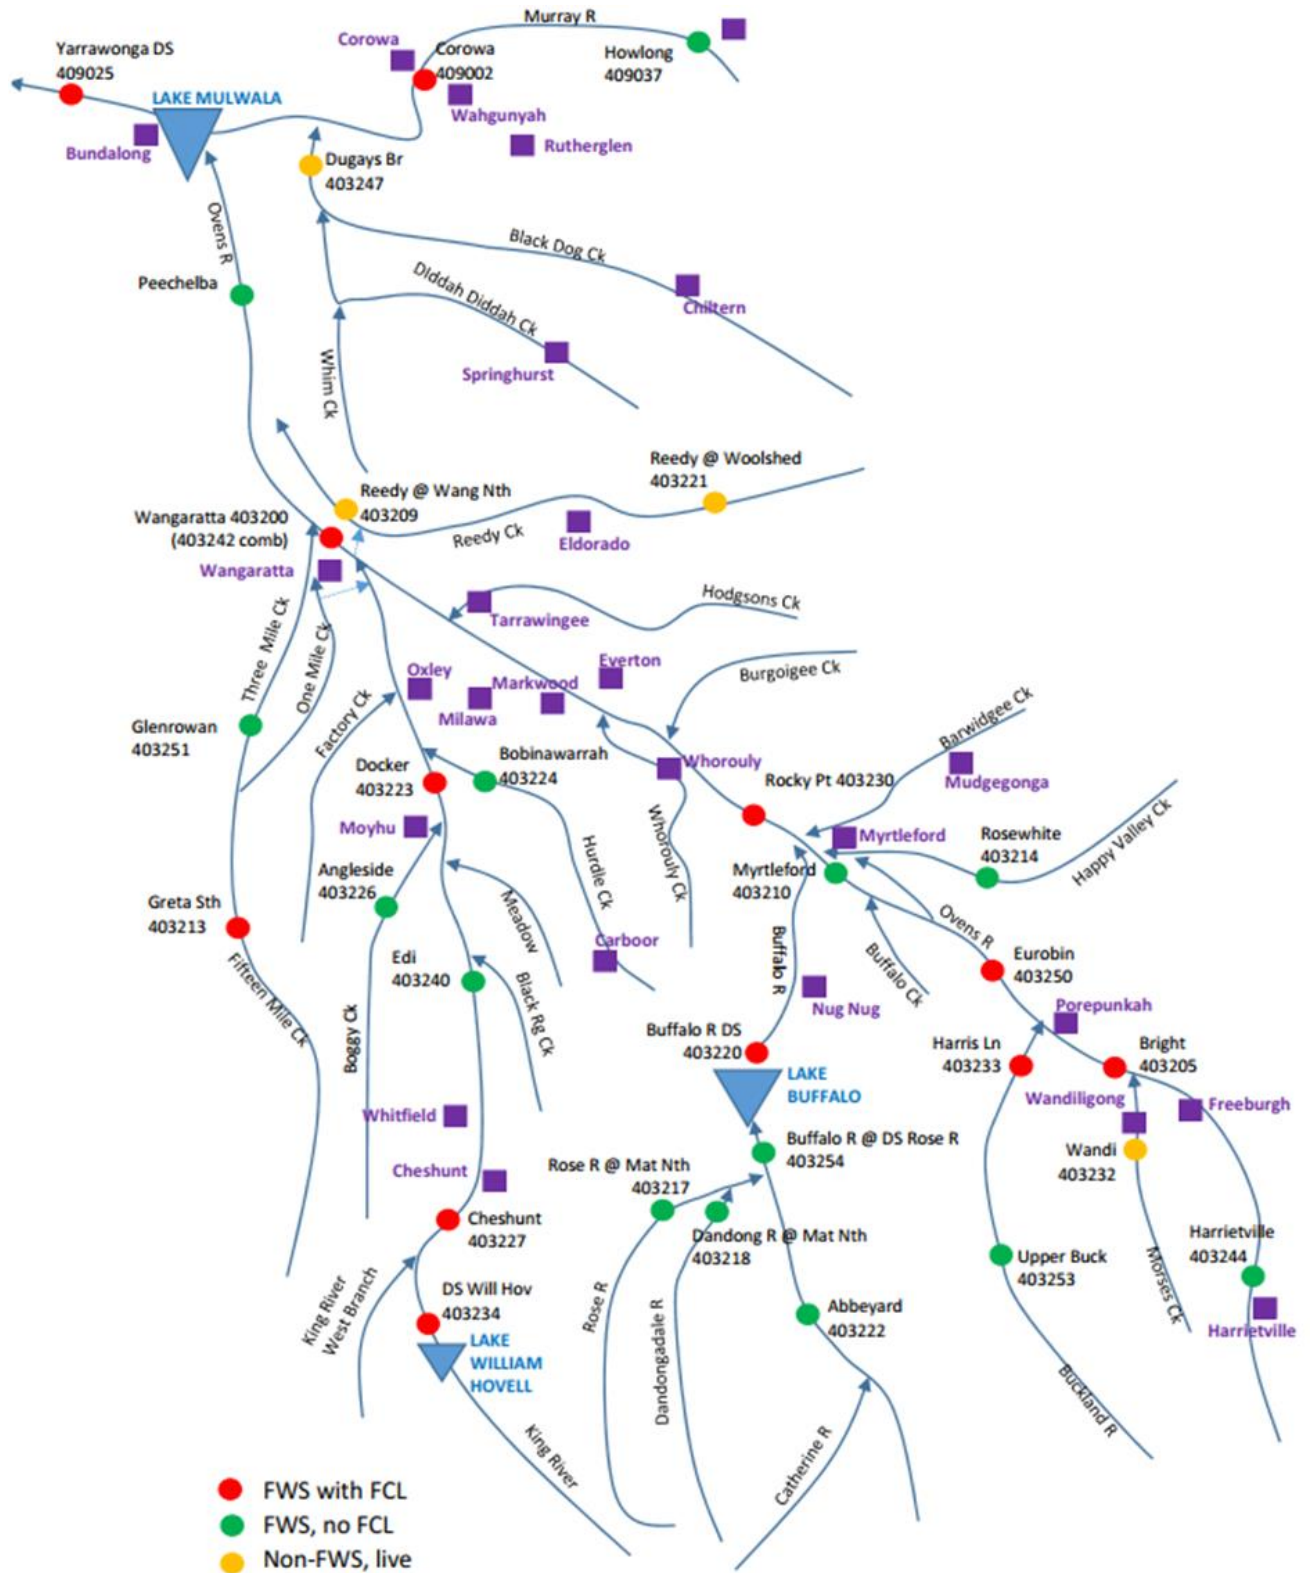 Murray R
Corowa
Corowa
409002
Howlong
409037
Yarrawonga DS
409025
LAKE MULWALA
Wahgunyah
Rutherglen
Bundalong
Dugays Br
403247
Ovens R
Black Dog Ck
Peechelba
Diddah Diddah Ck
Chiltern
Whim Ck
Springhurst
Reedy @ Woolshed
403221
Reedy @ Wang Nth
403209
Wangaratta 403200
(403242 comb)
Reedy Ck
Eldorado
Wangaratta
Hodgsons Ck
Tarrawingee
Three Mile Ck
One Mile Ck
Everton
Burgoigee Ck
Oxley
Markwood
Milawa
Factory Ck
Barwidgee Ck
Glenrowan
403251
Bobinawarrah
403224
Docker
403223
Whorouly
Rocky Pt 403230
Mudgegonga
Moyhu
Whorouly Ck
Myrtleford
Rosewhite
403214
Happy Valley Ck
Hurdle Ck
Angleside
403226
Myrtleford
403210
Greta Sth
403213
Meadow
Ovens R
Carboor
Buffalo R
Buffalo Ck
Eurobin
403250
Edi
403240
Fifteen Mile Ck
Black Rg Ck
Nug Nug
Porepunkah
Boggy Ck
Buffalo R DS
403220
Harris Ln
403233
Bright
403205
LAKE
BUFFALO
Wandiligong
Freeburgh
Whitfield
Buffalo R @ DS Rose R
403254
Wandi
403232
Cheshunt
Rose R @ Mat Nth
403217
Cheshunt
403227
Dandong R @ Mat Nth
403218
Harrietville
403244
Upper Buck
403253
Morses Ck
King River
West Branch
DS Will Hov
403234
Rose R
Dandongadale R
Abbeyard
403222
Harrietville
LAKE
WILLIAM
HOVELL
Buckland R
King River
Catherine R
FWS with FCL
FWS, no FCL
Non-FWS, live